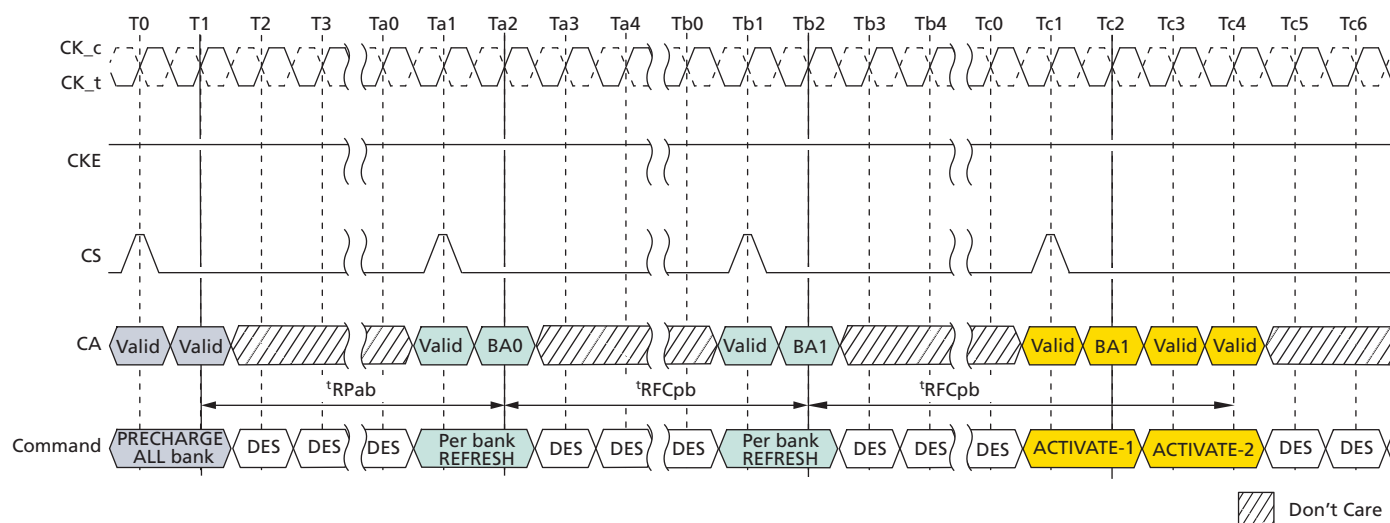 T0 T1 T2 T3 Ta0 Ta1 Ta2 Ta3 Ta4 Tb0 Tb1 Tb2 Tb3 Tb4 Tc0 Tc1 Tc2 Tc3 Tc4 Tc5 Tc6
CK_c
CK_t
CKE
CS
CA Valid Valid Valid BA0 Valid BA1 Valid BA1 Valid Valid
tRPab tRFCpb tRFCpb
Command PRECHARGE ALL bank DES DES DES Per bank REFRESH DES DES DES Per bank REFRESH DES DES DES ACTIVATE-1 ACTIVATE-2 DES DES
Don't Care